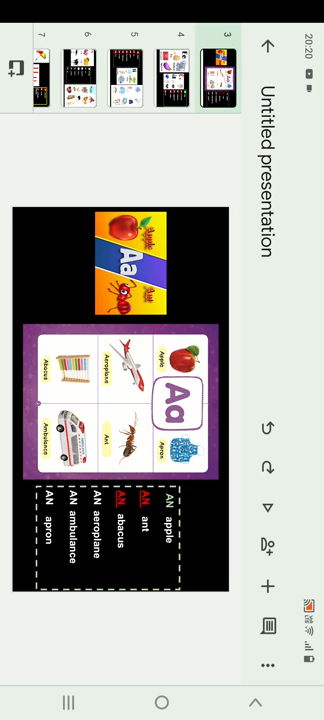 20:20
Untitled presentation
3
4
5
6
7
Apple
Aa
Ant
Apple
Aa
Apron
Aeroplane
Ant
Abacus
Ambulance
AN apple
AN ant
AN abacus
AN aeroplane
AN ambulance
AN apron